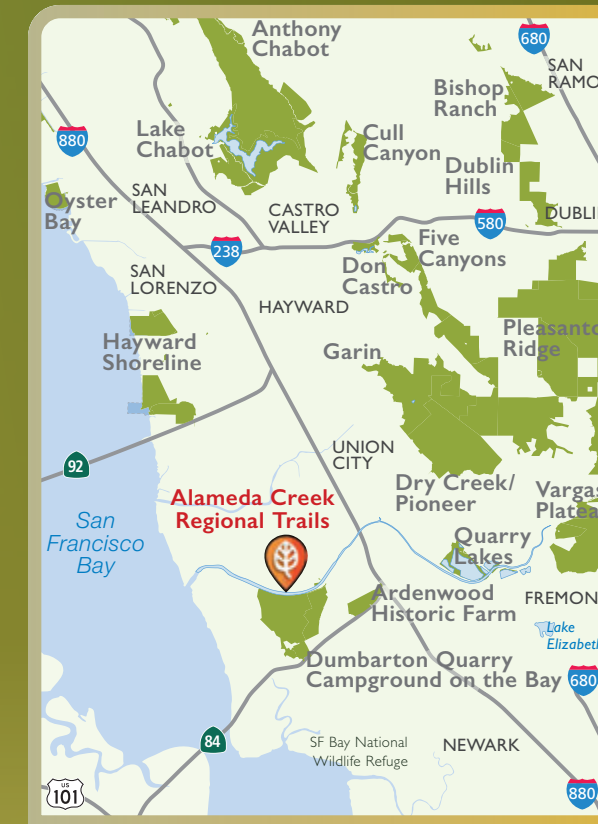 Anthony
Chabot
680
SAN
RAMO
Bishop
Ranch
880
Lake
Chabot
Cull
Canyon
Dublin
Hills
Oyster
Bay
SAN
LEANDRO
CASTRO
VALLEY
580
DUBLI
238
Five
Canyons
Don
Castro
SAN
LORENZO
HAYWARD
Pleasanto
Ridge
Hayward
Shoreline
Garin
92
UNION
CITY
Dry Creek/
Pioneer
Vargas
Platea
Alameda Creek
Regional Trails
San
Francisco
Bay
Quarry
Lakes
Ardenwood
Historic Farm
FREMON
Lake
Elizabeth
Dumbarton Quarry
Campground on the Bay
680
84
SF Bay National
Wildlife Refuge
NEWARK
US
101
880